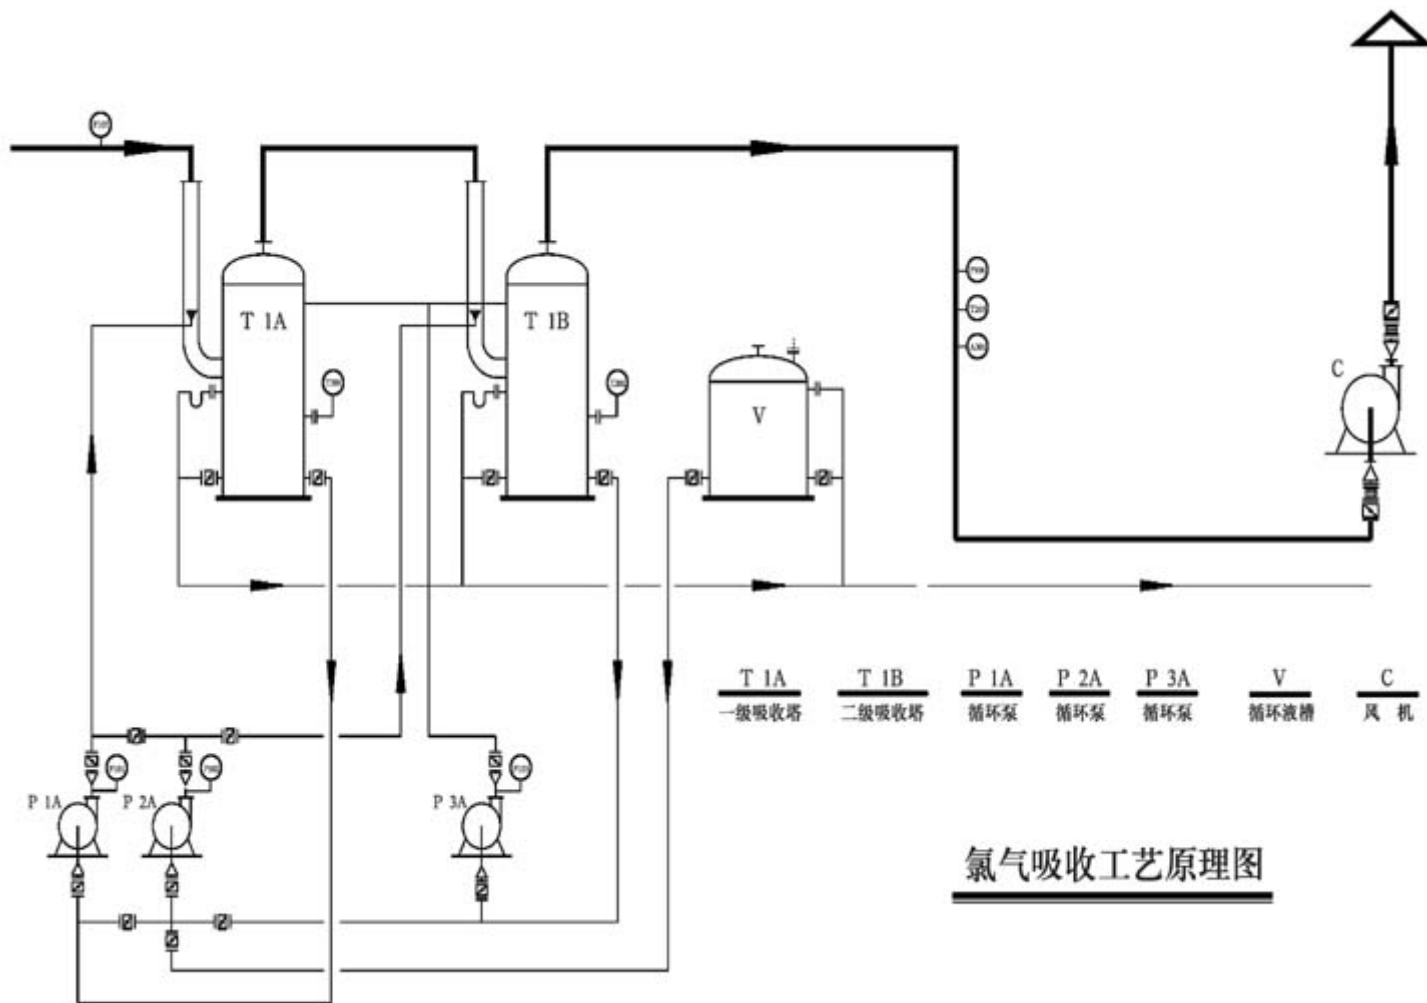 T 1A
T 1B
V
C
T 1A
T 1B
P 1A
P 2A
P 3A
V
C
一级吸收塔
二级吸收塔
循环泵
循环泵
循环泵
循环液槽
风 机
P 1A
P 2A
P 3A
氯气吸收工艺原理图